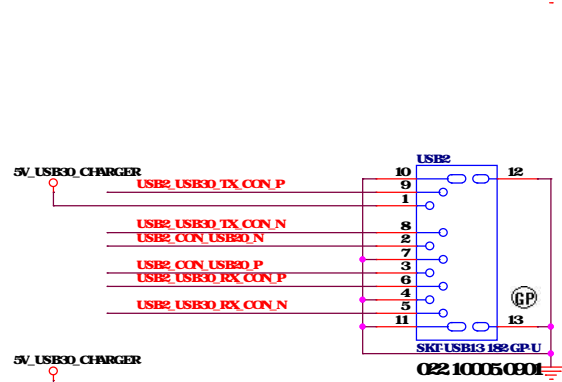 USB2
5V_USB30_CHARGER
10
12
USB2_USB30_TX_CON_P
9
1
USB2_USB30_TX_CON_N
8
USB2_CON_USB20_N
2
7
USB2_CON_USB20_P
3
USB2_USB30_RX_CON_P
6
4
GP
USB2_USB30_RX_CON_N
5
11
13
SKT-USB13-182-GP-U
5V_USB30_CHARGER
022.10005.0901